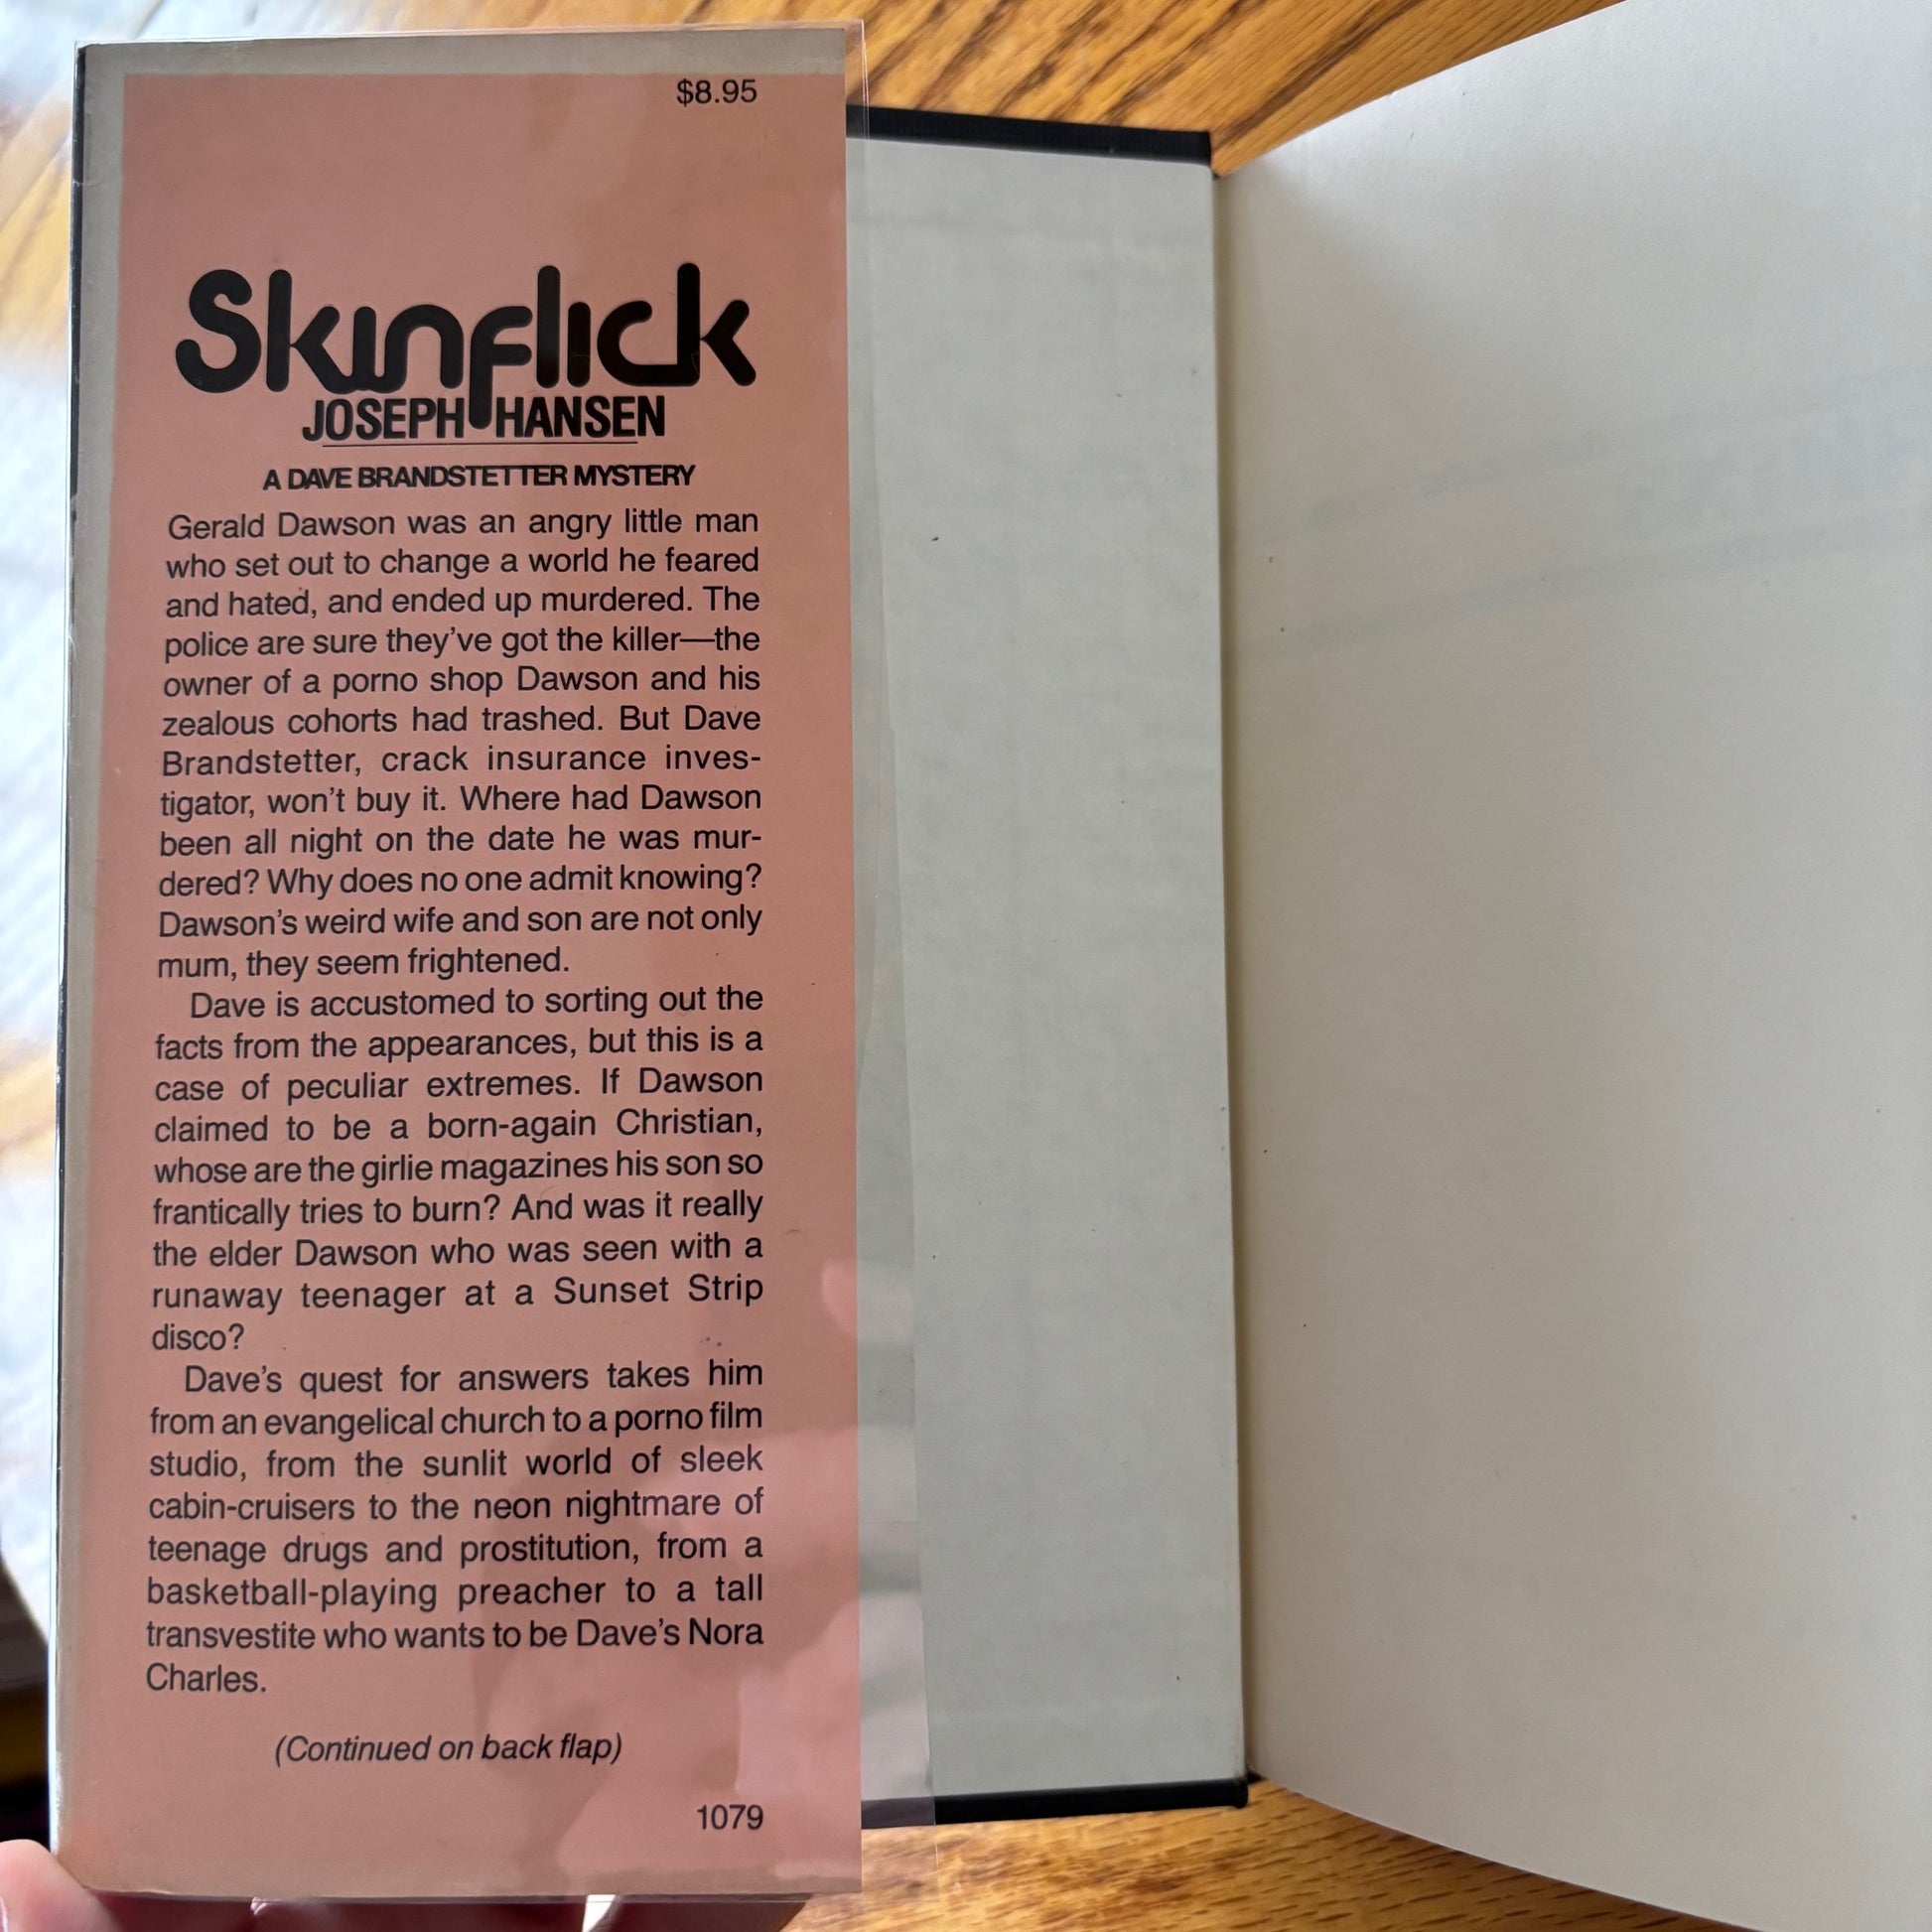 $8.95
Skinflick
JOSEPH HANSEN
A DAVE BRANDSTETTER MYSTERY
Gerald Dawson was an angry little man
who set out to change a world he feared
and hated, and ended up murdered. The
police are sure they've got the killer—the
owner of a porno shop Dawson and his
zealous cohorts had trashed. But Dave
Brandstetter, crack insurance inves-
tigator, won't buy it. Where had Dawson
been all night on the date he was mur-
dered? Why does no one admit knowing?
Dawson's weird wife and son are not only
mum, they seem frightened.
Dave is accustomed to sorting out the
facts from the appearances, but this is a
case of peculiar extremes. If Dawson
claimed to be a born-again Christian,
whose are the girlie magazines his son so
frantically tries to burn? And was it really
the elder Dawson who was seen with a
runaway teenager at a Sunset Strip
disco?
Dave's quest for answers takes him
from an evangelical church to a porno film
studio, from the sunlit world of sleek
cabin-cruisers to the neon nightmare of
teenage drugs and prostitution, from a
basketball-playing preacher to a tall
transvestite who wants to be Dave's Nora
Charles.
(Continued on back flap)
1079